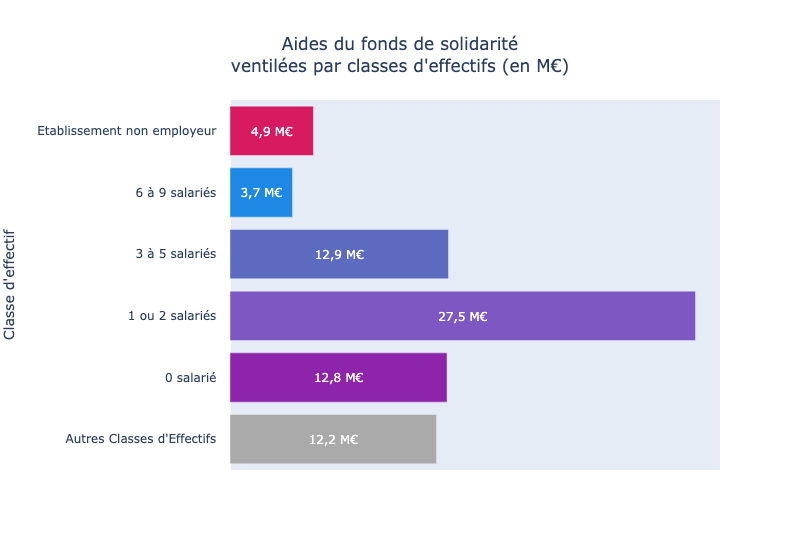 Aides du fonds de solidarité
ventilées par classes d'effectifs (en M€)
Classe d'effectif
Etablissement non employeur
4,9 M€
6 à 9 salariés
3,7 M€
3 à 5 salariés
12,9 M€
1 ou 2 salariés
27,5 M€
0 salarié
12,8 M€
Autres Classes d'Effectifs
12,2 M€